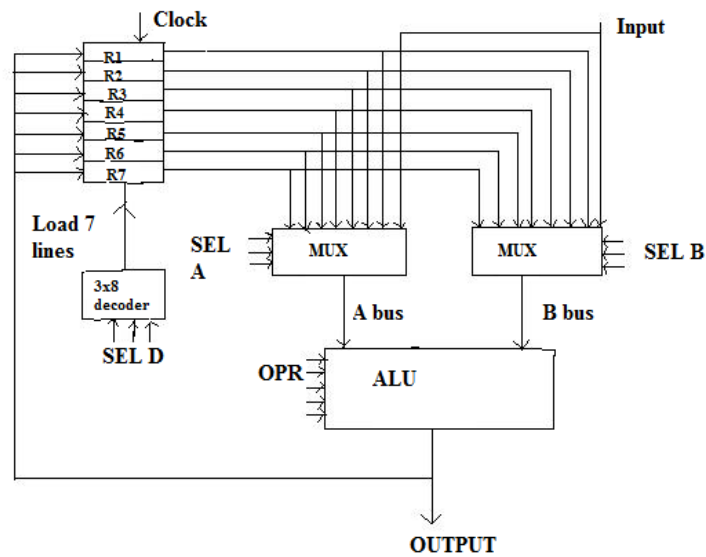 Clock
Input
R1
R2
R3
R4
R5
R6
R7
Load 7
lines
SEL
A
MUX
MUX
SEL B
3x8
decoder
A bus
B bus
SEL D
OPR
ALU
OUTPUT